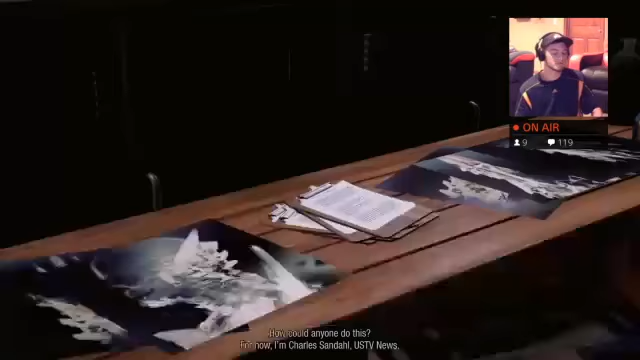 ON AIR
9 119
How could anyone do this?
For now, I'm Charles Sandahl, USTV News.